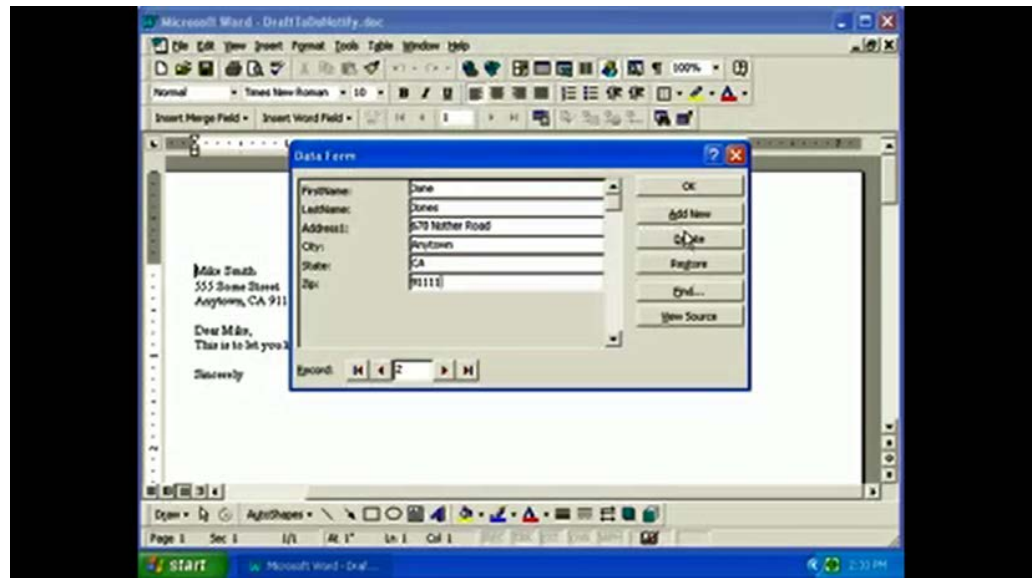 Microsoft Word - DraftToDoNotify.doc
File Edit View Insert Format Tools Table Window Help
100%
Normal Times New Roman 10 B I U
Insert Merge Field Insert Word Field 1
Data Form
FirstName: Jane OK
LastName: Jones Add New
Address1: 678 Nother Road
City: Anytown Delete
State: CA Restore
Zip: 91111 Find...
View Source
Record: 2
Mike Smith
555 Some Street
Anytown, CA 911
Dear Mike,
This is to let you k
Sincerely
Draw AutoShapes
Page 1 Sec 1 1/1 At 1" Ln 1 Col 1
start Microsoft Word - Draf... 2:33 PM